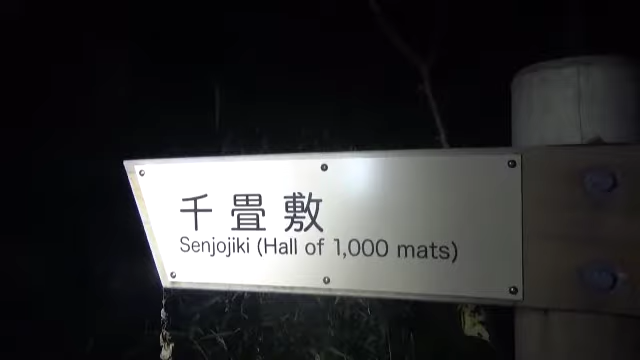 千畳敷
Senjojiki (Hall of 1,000 mats)